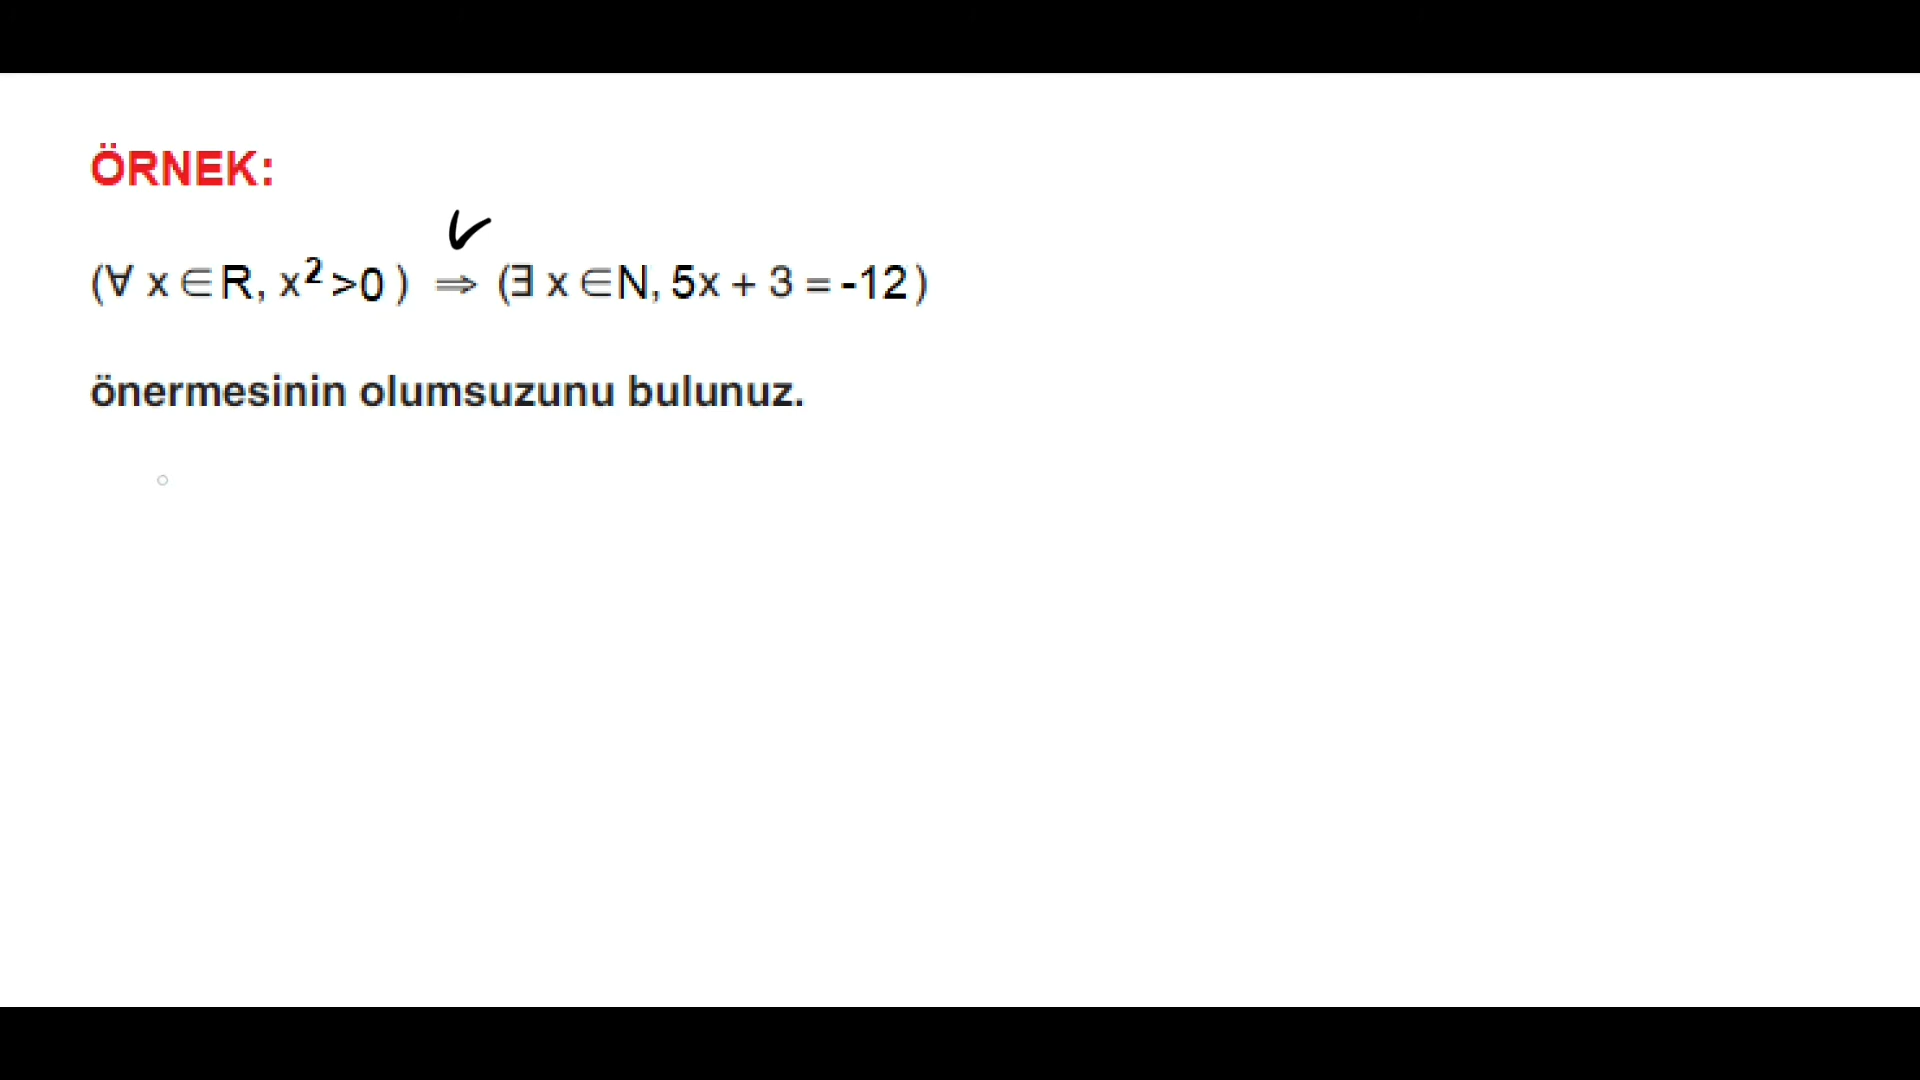 ÖRNEK:
(∀ x ∈ R, x² >0 ) ⇒ (∃ x ∈ N, 5x + 3 = -12 )
önermesinin olumsuzunu bulunuz.